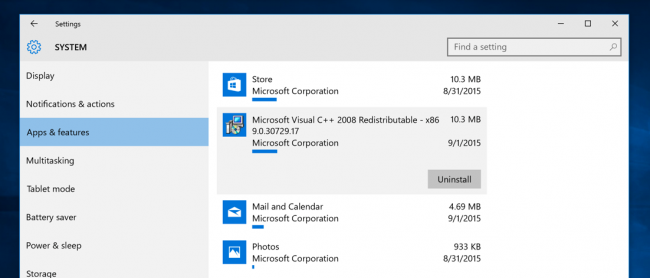 Settings
SYSTEM
Find a setting
Display
Notifications & actions
Apps & features
Multitasking
Tablet mode
Battery saver
Power & sleep
Storage
Store 10.3 MB
Microsoft Corporation 8/31/2015
Microsoft Visual C++ 2008 Redistributable - x86 10.3 MB
9.0.30729.17
Microsoft Corporation 9/1/2015
Uninstall
Mail and Calendar 4.69 MB
Microsoft Corporation 9/1/2015
Photos 933 KB
Microsoft Corporation 8/31/2015